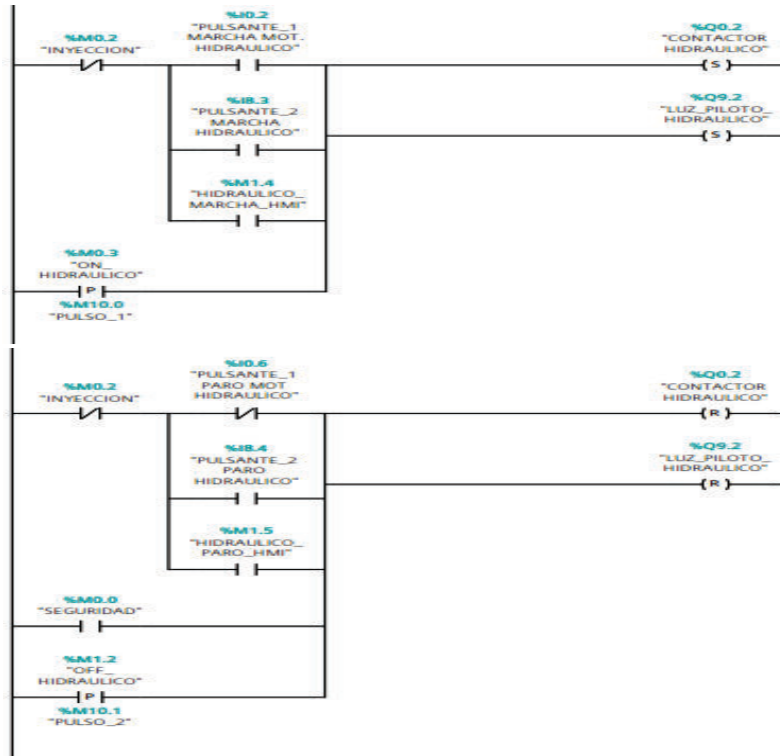 %I0.2
"PULSANTE_1
MARCHA MOT.
HIDRAULICO"
%M0.2
"INYECCION"
%Q0.2
"CONTACTOR
HIDRAULICO"
( S )
%I8.3
"PULSANTE_2
MARCHA
HIDRAULICO"
%Q9.2
"LUZ_PILOTO_
HIDRAULICO"
( S )
%M1.4
"HIDRAULICO_
MARCHA_HMI"
%M0.3
"ON_
HIDRAULICO"
P
%M10.0
"PULSO_1"
%I0.6
"PULSANTE_1
PARO MOT
HIDRAULICO"
%M0.2
"INYECCION"
%Q0.2
"CONTACTOR
HIDRAULICO"
( R )
%I8.4
"PULSANTE_2
PARO
HIDRAULICO"
%Q9.2
"LUZ_PILOTO_
HIDRAULICO"
( R )
%M1.5
"HIDRAULICO_
PARO_HMI"
%M0.0
"SEGURIDAD"
%M1.2
"OFF_
HIDRAULICO"
P
%M10.1
"PULSO_2"